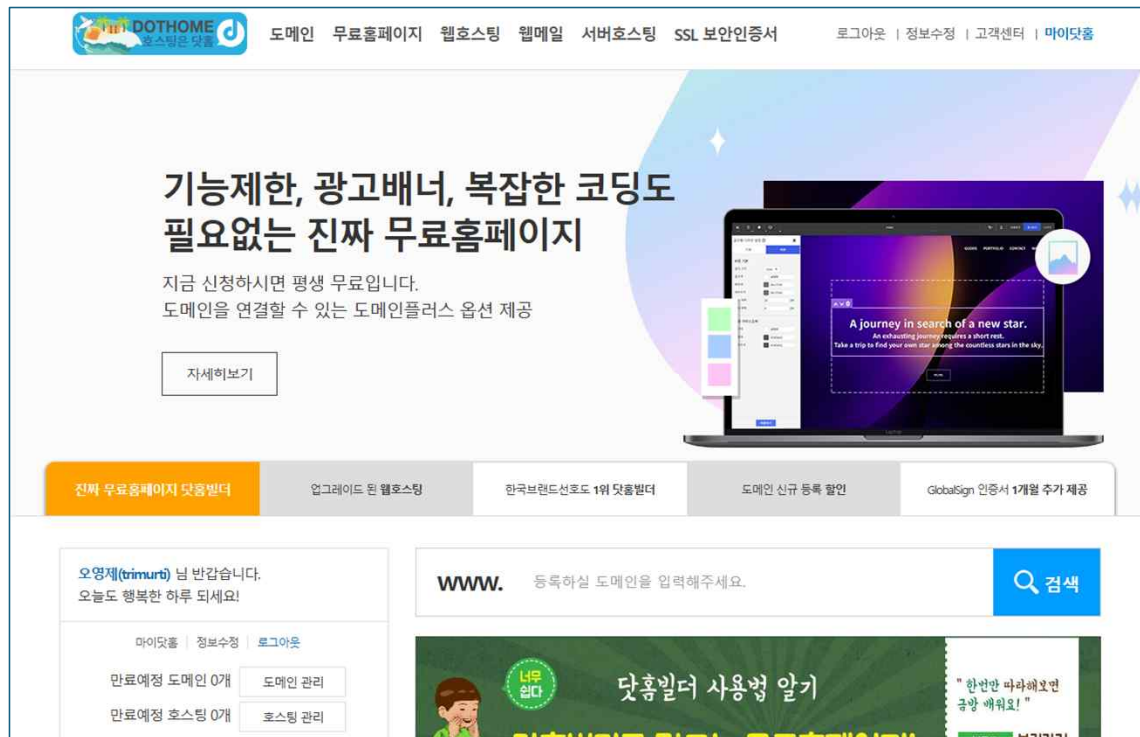 DOTHOME
호스팅은 닷홈
도메인 무료홈페이지 웹호스팅 웹메일 서버호스팅 SSL 보안인증서
로그아웃 | 정보수정 | 고객센터 | 마이닷홈
기능제한, 광고배너, 복잡한 코딩도
필요없는 진짜 무료홈페이지
지금 신청하시면 평생 무료입니다.
도메인을 연결할 수 있는 도메인플러스 옵션 제공
자세히보기
A journey in search of a new star.
An exhausting journey requires a short rest.
Take a trip to find your own star among the countless stars in the sky.
진짜 무료홈페이지 닷홈빌더
업그레이드 된 웹호스팅
한국브랜드선호도 1위 닷홈빌더
도메인 신규 등록 할인
GlobalSign 인증서 1개월 추가 제공
오영제(trimurti) 님 반갑습니다.
오늘도 행복한 하루 되세요!
마이닷홈 | 정보수정 | 로그아웃
만료예정 도메인 0개 도메인 관리
만료예정 호스팅 0개 호스팅 관리
www. 등록하실 도메인을 입력해주세요. 검색
너무
쉽다
닷홈빌더 사용법 알기
" 한번만 따라해보면
금방 배워요! "